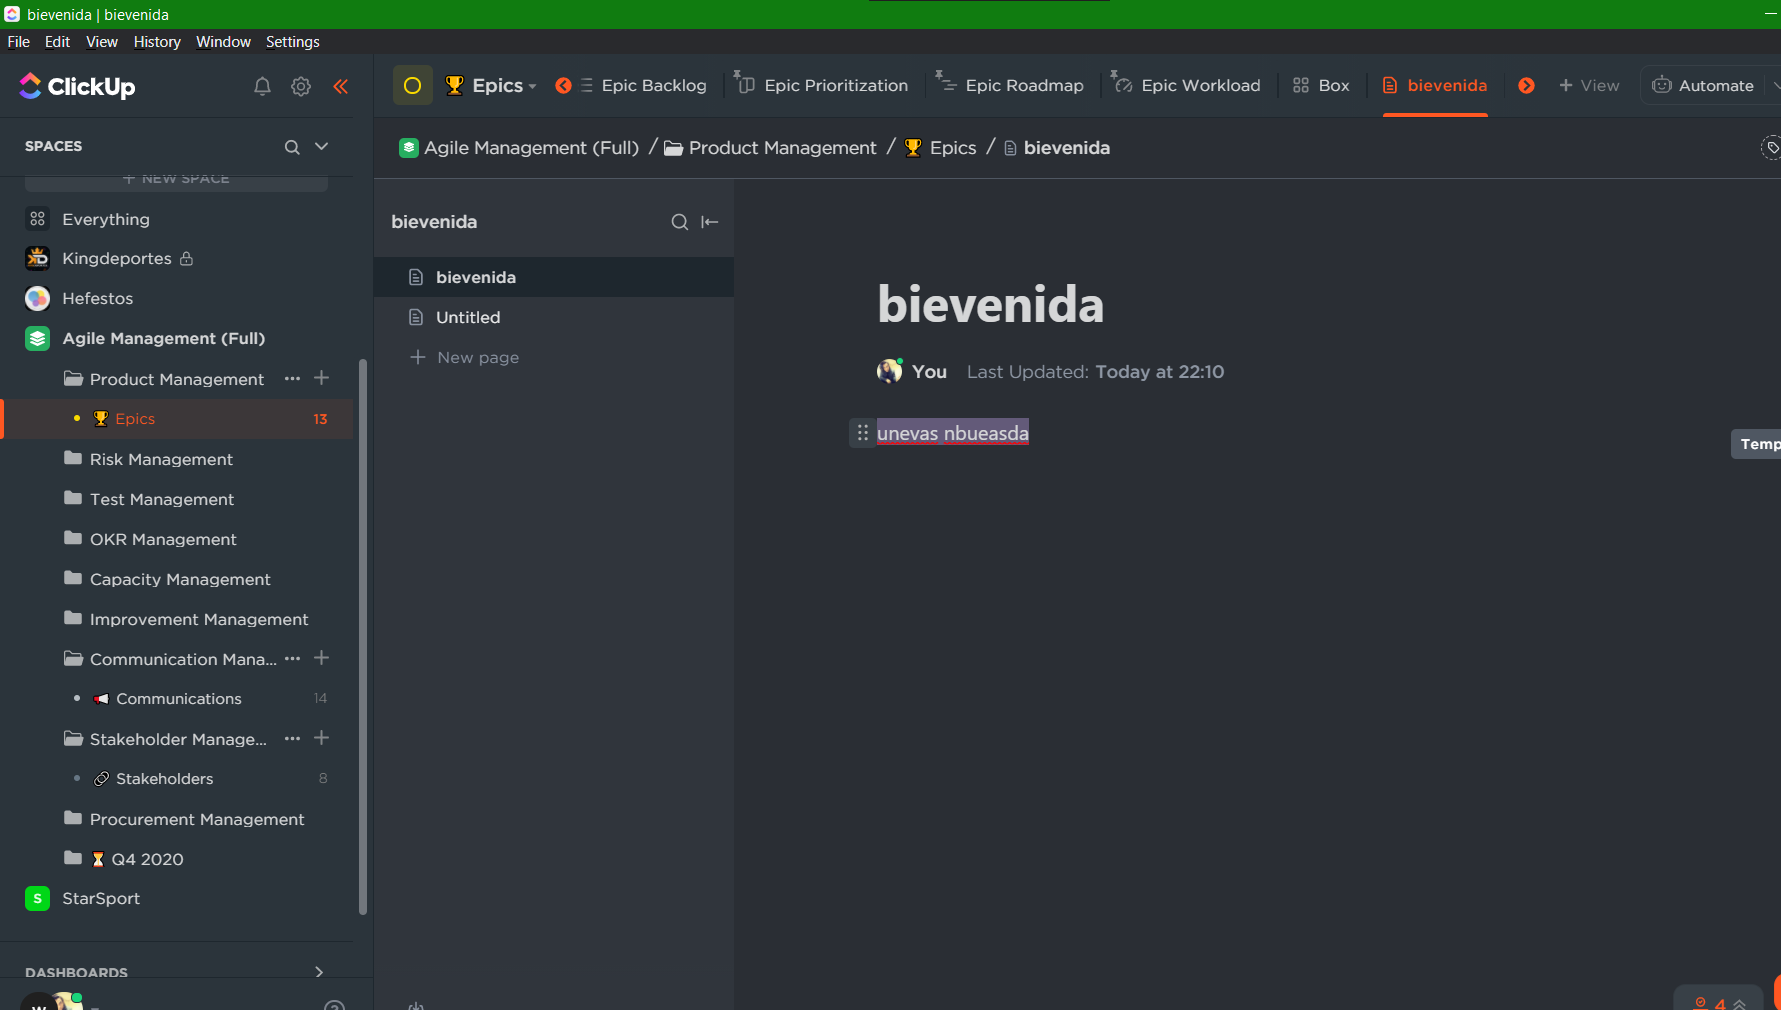 bievenida | bievenida
File Edit View History Window Settings
ClickUp
Epics
Epic Backlog
Epic Prioritization
Epic Roadmap
Epic Workload
Box
bievenida
+ View
Automate
SPACES
+ NEW SPACE
Everything
Kingdeportes
Hefestos
Agile Management (Full)
Product Management
Epics 13
Risk Management
Test Management
OKR Management
Capacity Management
Improvement Management
Communication Mana...
Communications 14
Stakeholder Manage...
Stakeholders 8
Procurement Management
Q4 2020
S StarSport
DASHBOARDS
W
Agile Management (Full) / Product Management / Epics / bievenida
bievenida
bievenida
Untitled
+ New page
bievenida
You Last Updated: Today at 22:10
unevas nbueasda
Temp
4